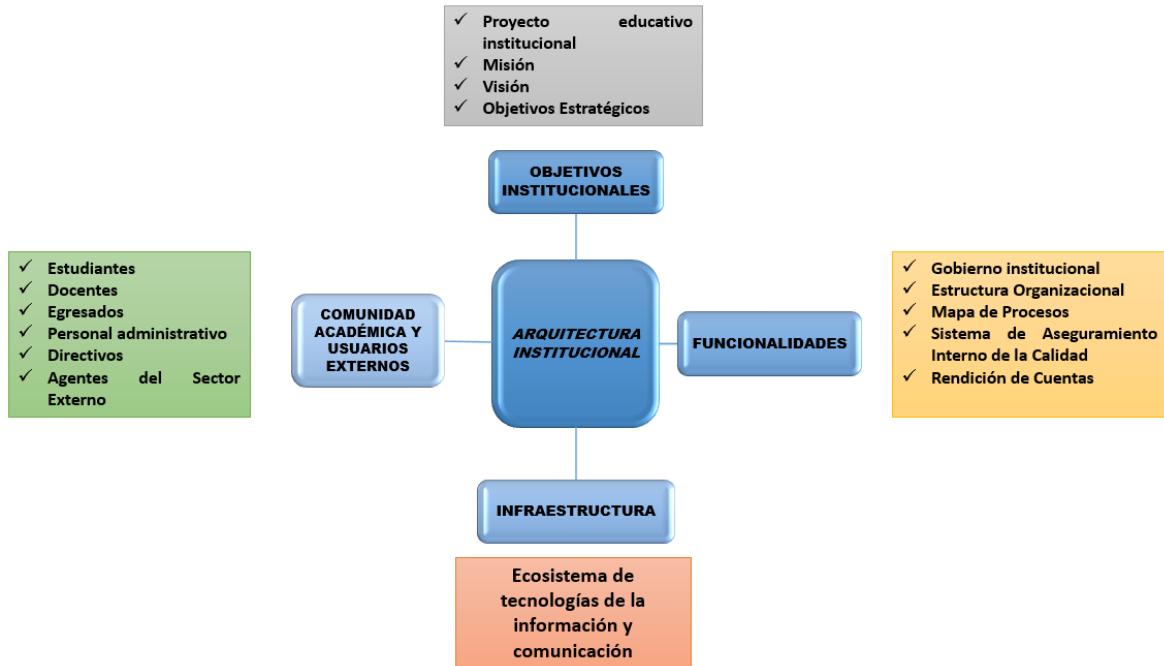 ✓ Proyecto educativo
institucional
✓ Misión
✓ Visión
✓ Objetivos Estratégicos
OBJETIVOS
INSTITUCIONALES
✓ Estudiantes
✓ Docentes
✓ Egresados
✓ Personal administrativo
✓ Directivos
✓ Agentes del Sector
Externo
COMUNIDAD
ACADÉMICA Y
USUARIOS
EXTERNOS
ARQUITECTURA
INSTITUCIONAL
FUNCIONALIDADES
✓ Gobierno institucional
✓ Estructura Organizacional
✓ Mapa de Procesos
✓ Sistema de Aseguramiento
Interno de la Calidad
✓ Rendición de Cuentas
INFRAESTRUCTURA
Ecosistema de
tecnologías de la
información y
comunicación